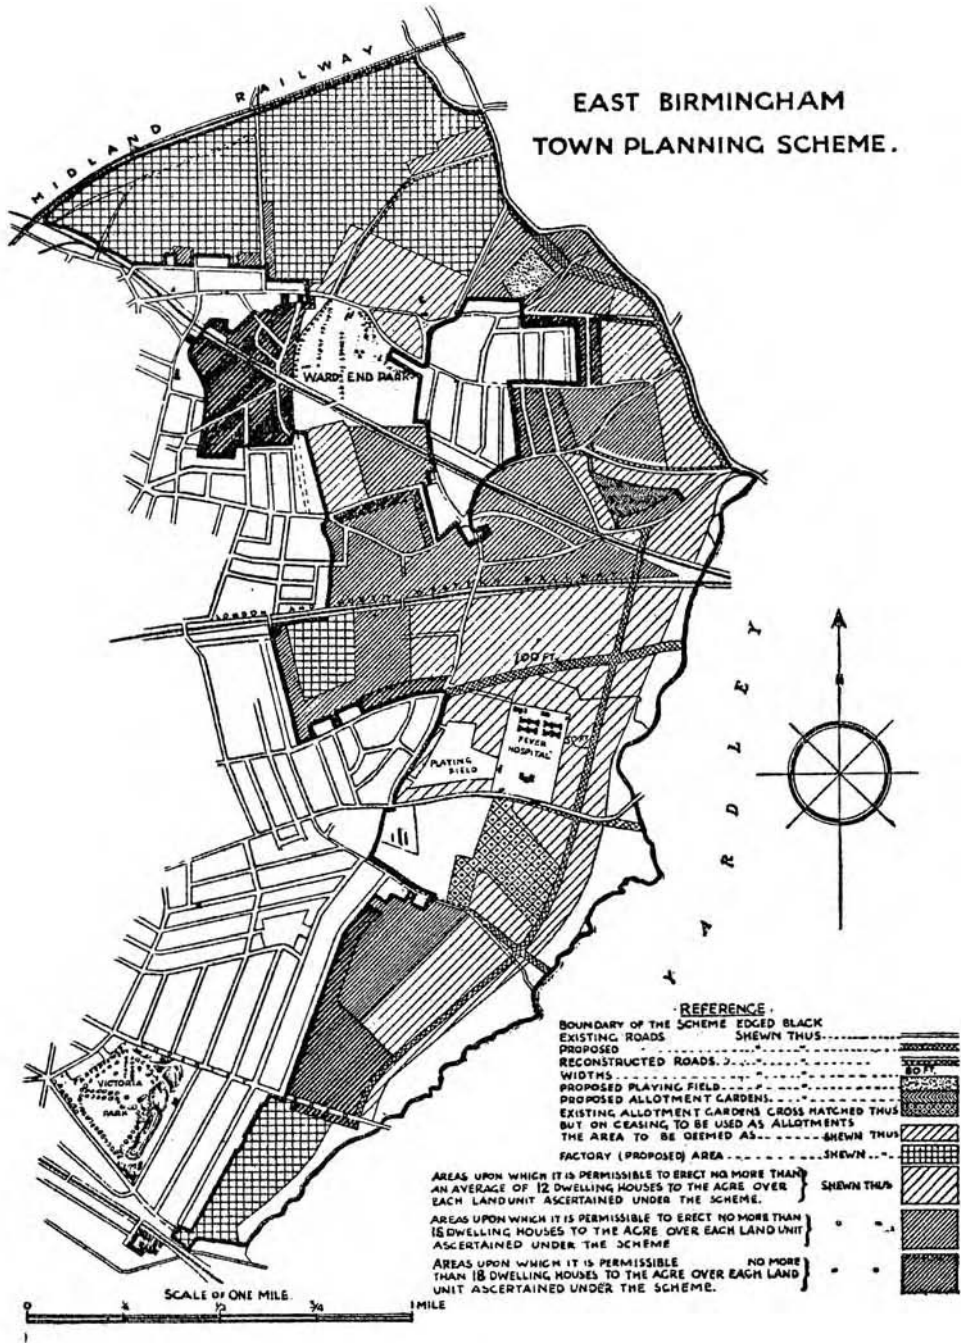 EAST BIRMINGHAM
TOWN PLANNING SCHEME.
MIDLAND RAILWAY
WARD END PARK
LONDON AND NORTH WESTERN RAILWAY
100 FT.
50 FT.
FEVER
HOSPITAL
PLAYING
FIELD
YARDLEY
N
VICTORIA
PARK
REFERENCE.
BOUNDARY OF THE SCHEME EDGED BLACK
EXISTING ROADS SHEWN THUS
PROPOSED " " "
RECONSTRUCTED ROADS " "
WIDTHS " " 80 FT.
PROPOSED PLAYING FIELD " "
PROPOSED ALLOTMENT GARDENS " "
EXISTING ALLOTMENT GARDENS CROSS HATCHED THUS
BUT ON CEASING TO BE USED AS ALLOTMENTS
THE AREA TO BE DEEMED AS SHEWN THUS
FACTORY (PROPOSED) AREA SHEWN "
AREAS UPON WHICH IT IS PERMISSIBLE TO ERECT NO MORE THAN
AN AVERAGE OF 12 DWELLING HOUSES TO THE ACRE OVER } SHEWN THUS
EACH LAND UNIT ASCERTAINED UNDER THE SCHEME.
AREAS UPON WHICH IT IS PERMISSIBLE TO ERECT NO MORE THAN
15 DWELLING HOUSES TO THE ACRE OVER EACH LAND UNIT } " "
ASCERTAINED UNDER THE SCHEME
AREAS UPON WHICH IT IS PERMISSIBLE NO MORE
THAN 18 DWELLING HOUSES TO THE ACRE OVER EACH LAND } " "
UNIT ASCERTAINED UNDER THE SCHEME.
SCALE OF ONE MILE.
0 ¼ 1/2 3/4 1 MILE